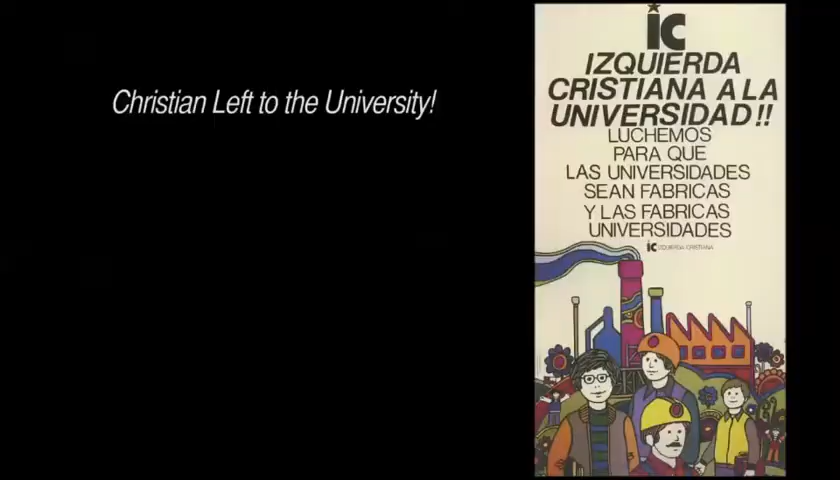 Christian Left to the University!
iC
IZQUIERDA
CRISTIANA A LA
UNIVERSIDAD!!
LUCHEMOS
PARA QUE
LAS UNIVERSIDADES
SEAN FABRICAS
Y LAS FABRICAS
UNIVERSIDADES
iC IZQUIERDA CRISTIANA